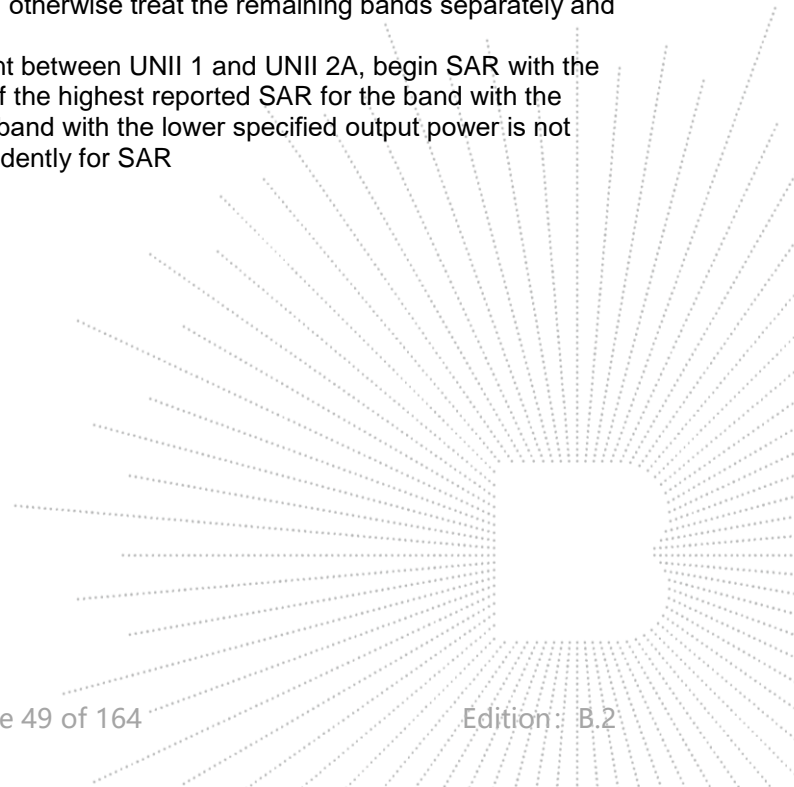 otherwise treat the remaining bands separately and
nt between UNII 1 and UNII 2A, begin SAR with the
f the highest reported SAR for the band with the
band with the lower specified output power is not
dently for SAR
e 49 of 164 Edition：B.2